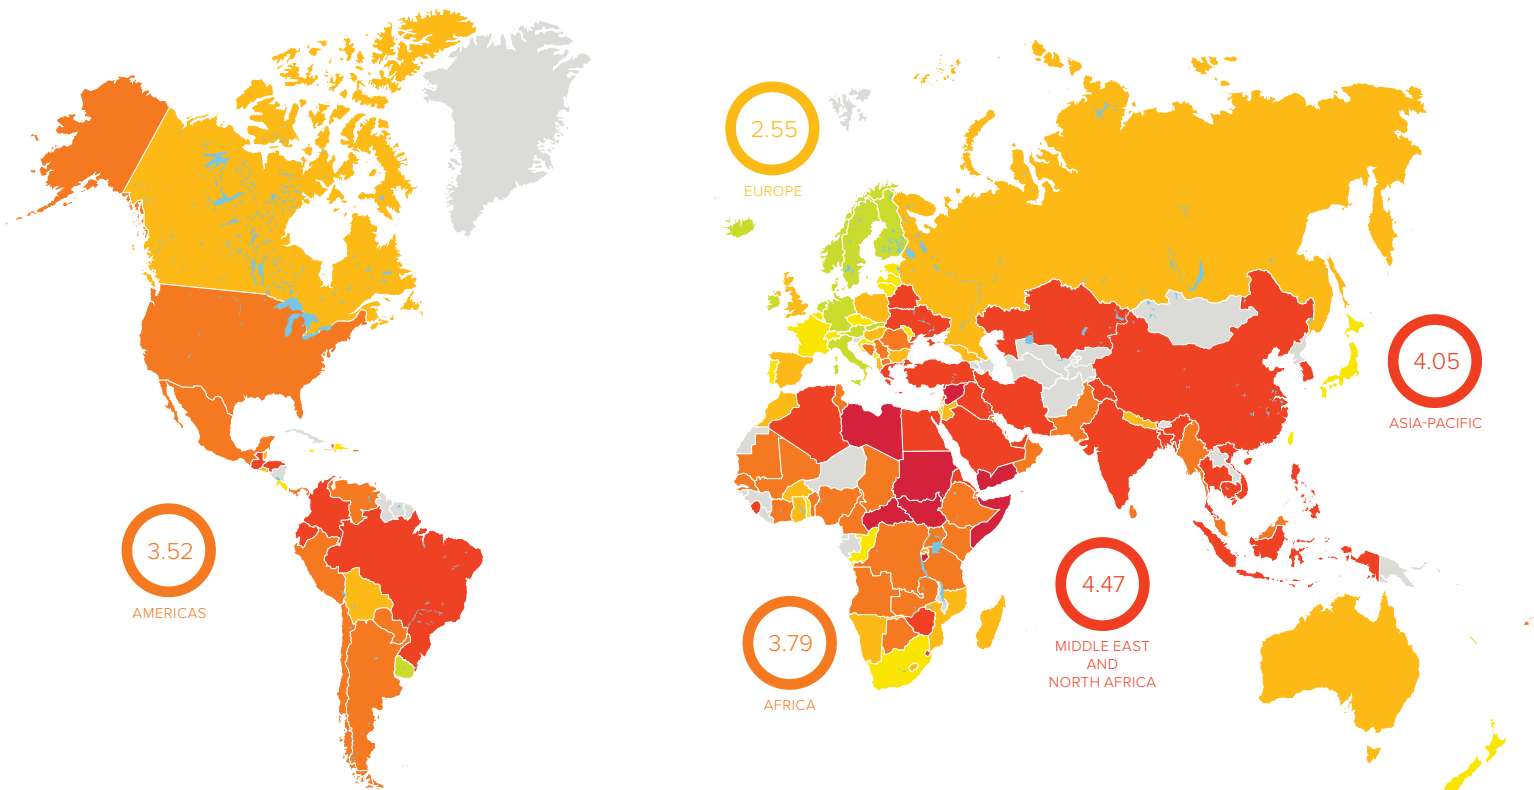 2.55
EUROPE
4.05
ASIA-PACIFIC
3.52
AMERICAS
4.47
MIDDLE EAST
AND
NORTH AFRICA
3.79
AFRICA